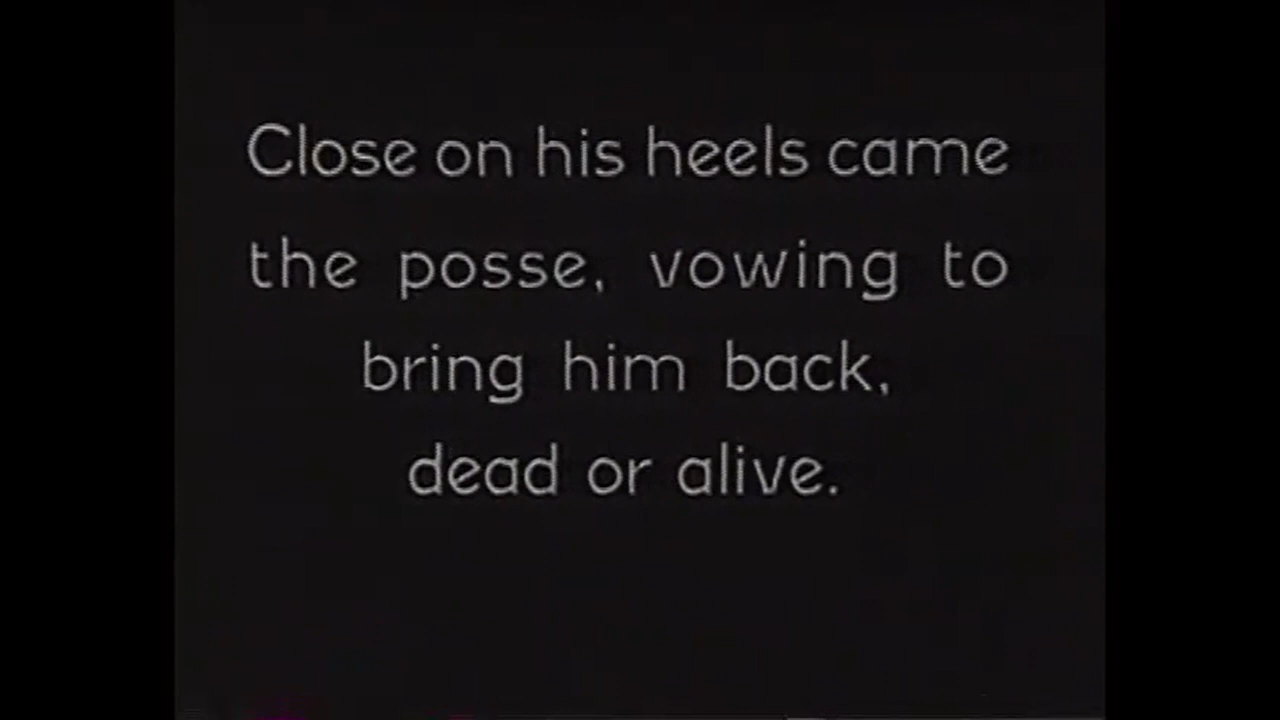 Close on his heels came
the posse, vowing to
bring him back,
dead or alive.